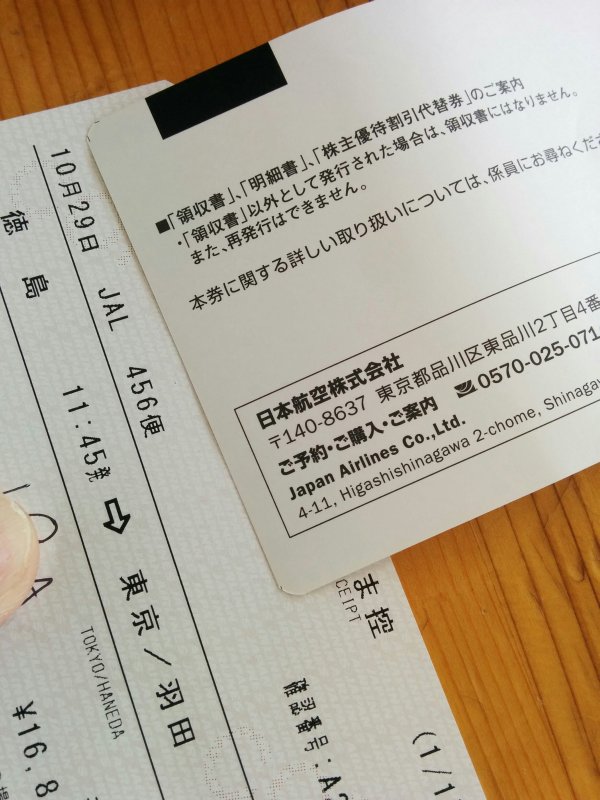 ■「領収書」、「明細書」、「株主優待割引代替券」のご案内
・「領収書」以外として発行された場合は、領収書にはなりません。
また、再発行はできません。
本券に関する詳しい取り扱いについては、係員にお尋ねくださ
日本航空株式会社
〒140-8637 東京都品川区東品川2丁目4番
ご予約・ご購入・ご案内 0570-025-071
Japan Airlines Co.,Ltd.
4-11, Higashishinagawa 2-chome, Shinagawa
10月29日 JAL 456便
徳島 11:45発 ⇨ 東京/羽田
TOKYO/HANEDA
¥16,8
ま控
CEIPT
確認番号:A
(1/1